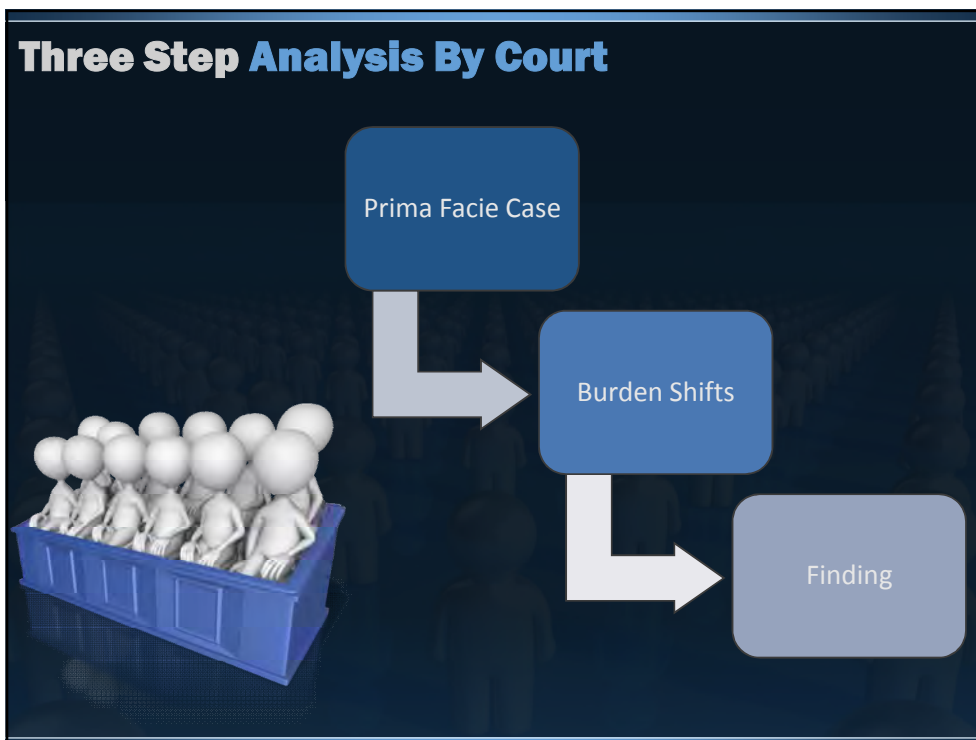 Three Step Analysis By Court
Prima Facie Case
Burden Shifts
Finding